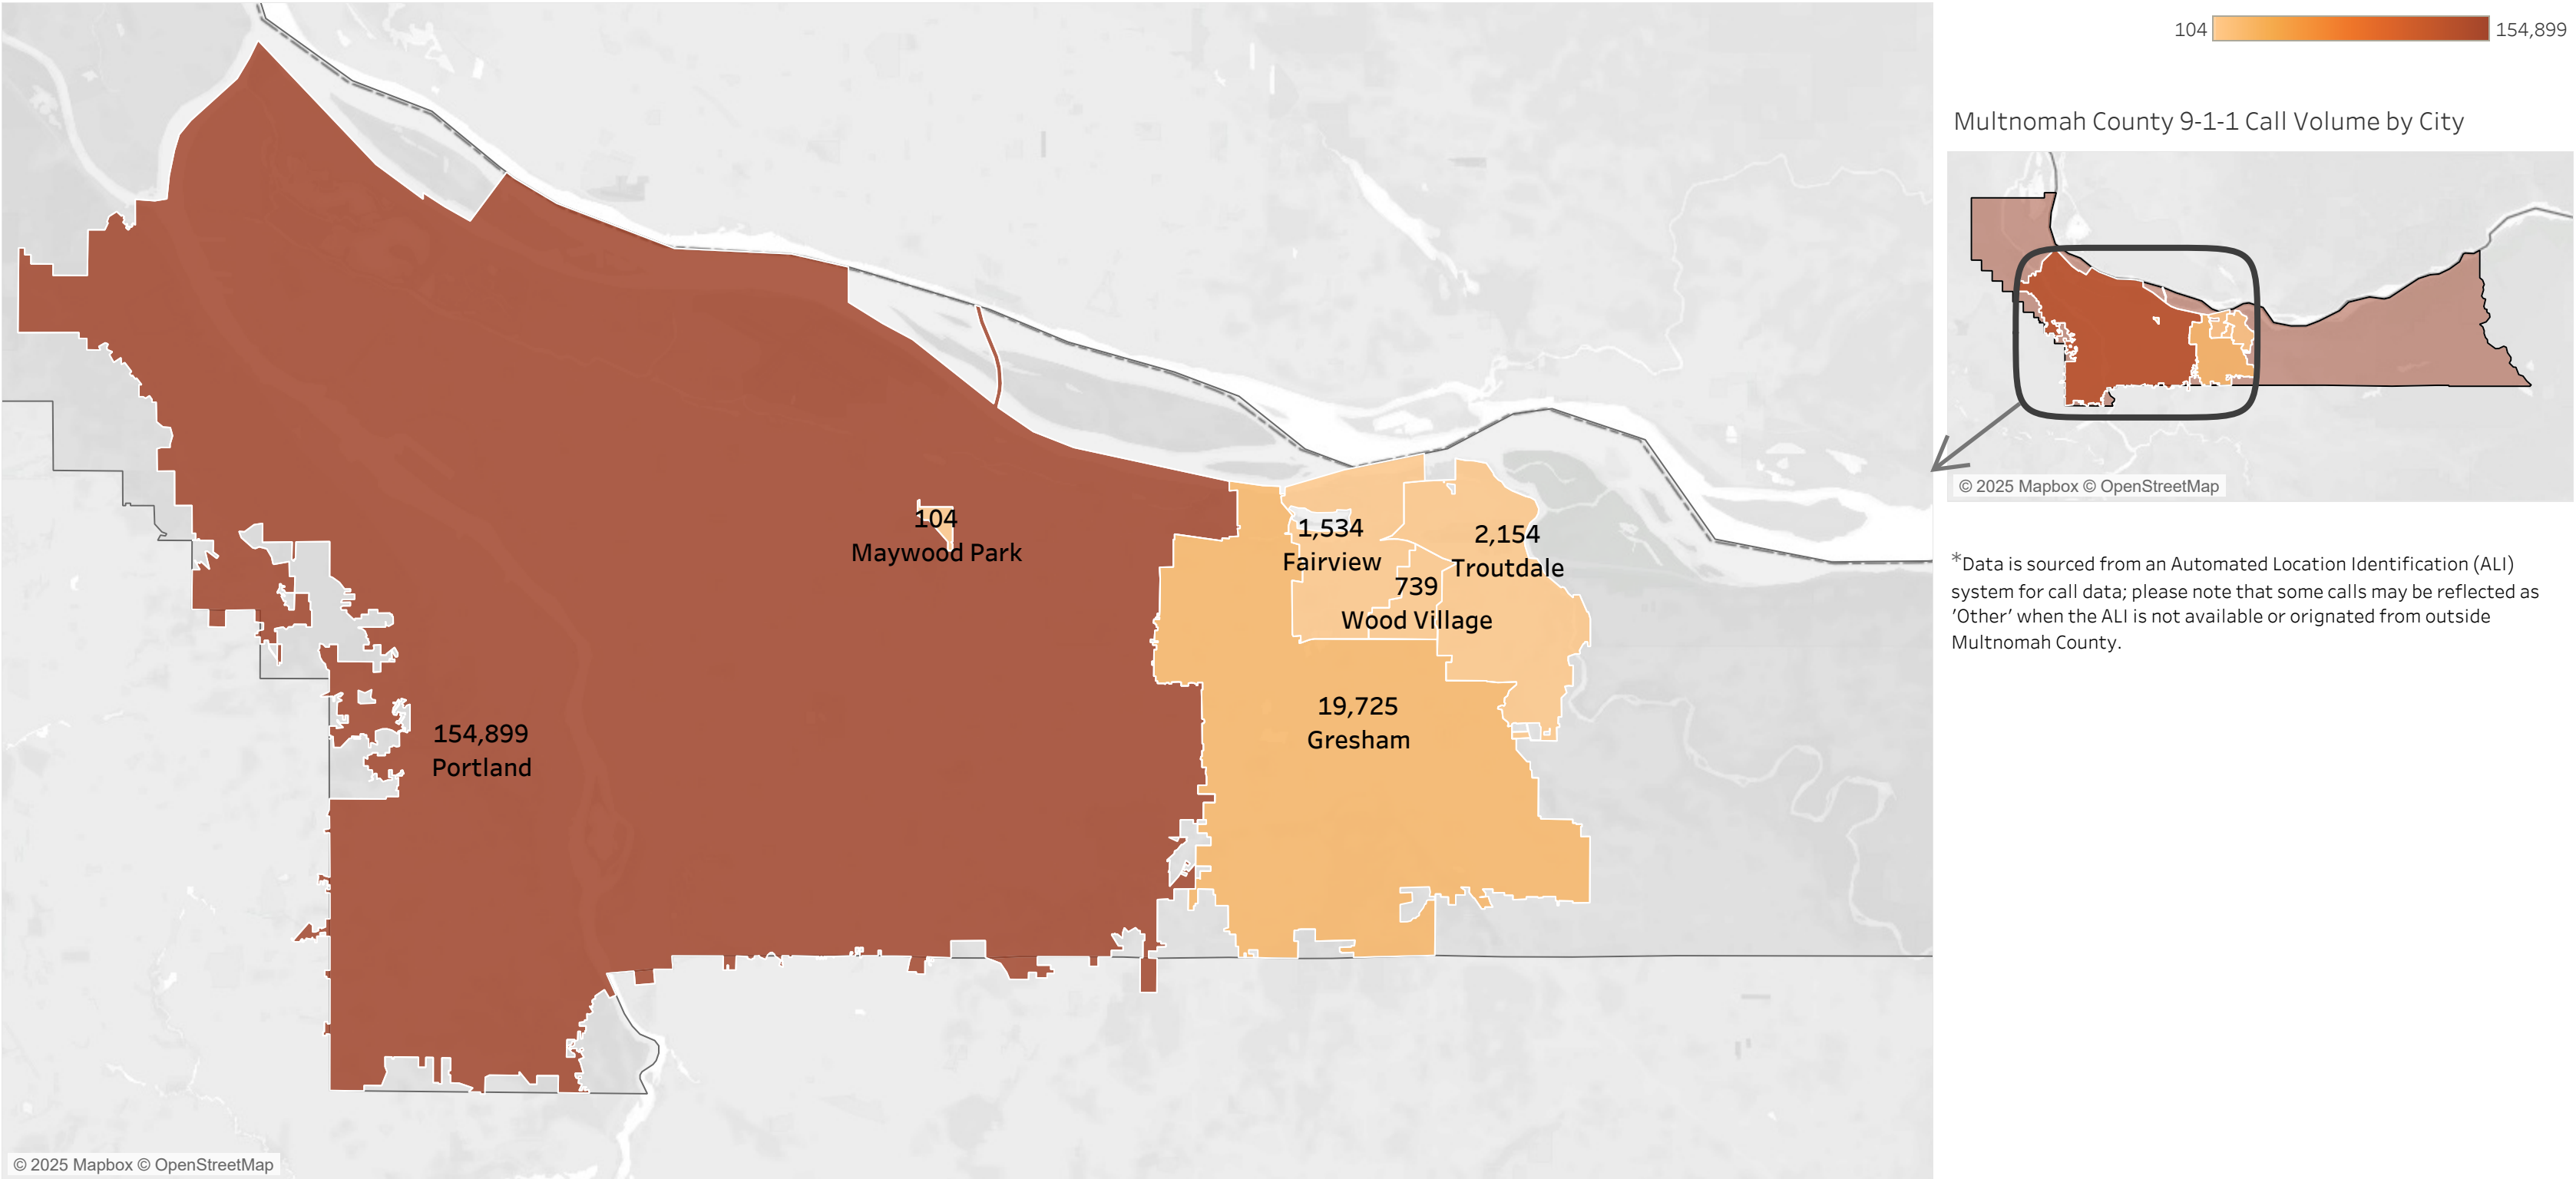 104 154,899
Multnomah County 9-1-1 Call Volume by City
© 2025 Mapbox © OpenStreetMap
*Data is sourced from an Automated Location Identification (ALI)
system for call data; please note that some calls may be reflected as
'Other' when the ALI is not available or orignated from outside
Multnomah County.
104
Maywood Park
1,534
Fairview
2,154
Troutdale
739
Wood Village
19,725
Gresham
154,899
Portland
© 2025 Mapbox © OpenStreetMap